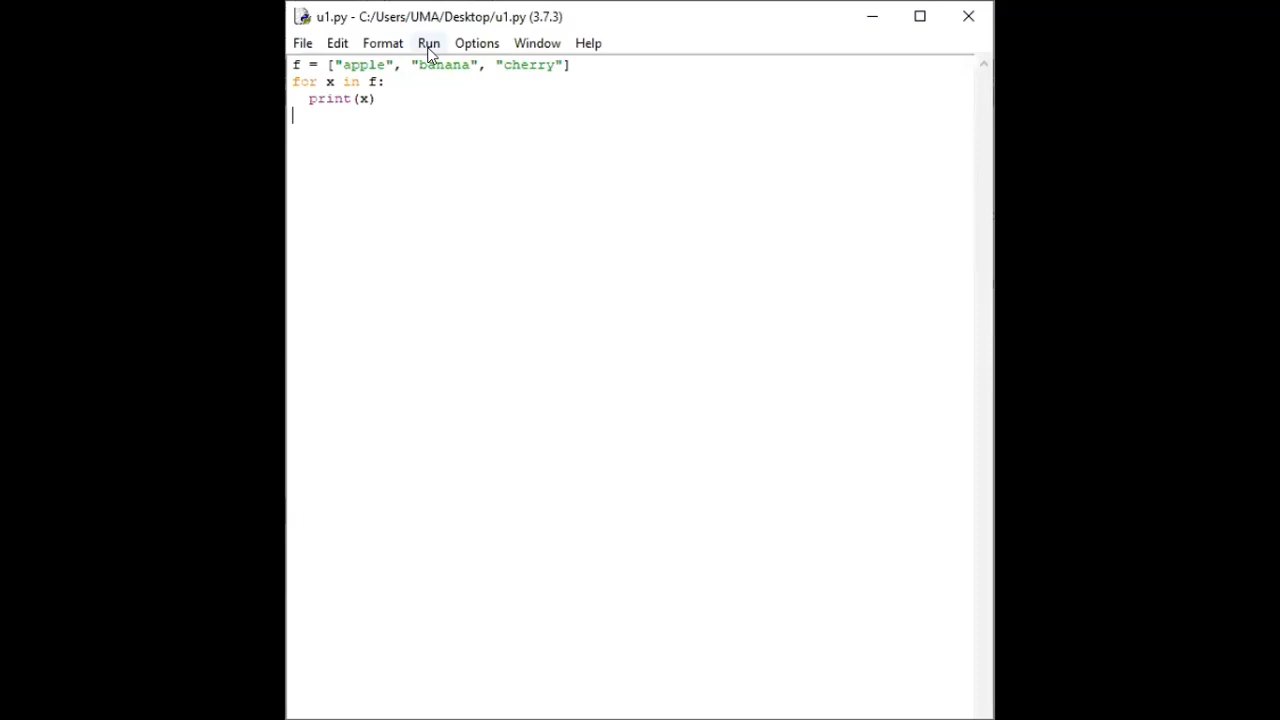 u1.py - C:/Users/UMA/Desktop/u1.py (3.7.3)
File Edit Format Run Options Window Help
f = ["apple", "banana", "cherry"]
for x in f:
  print(x)